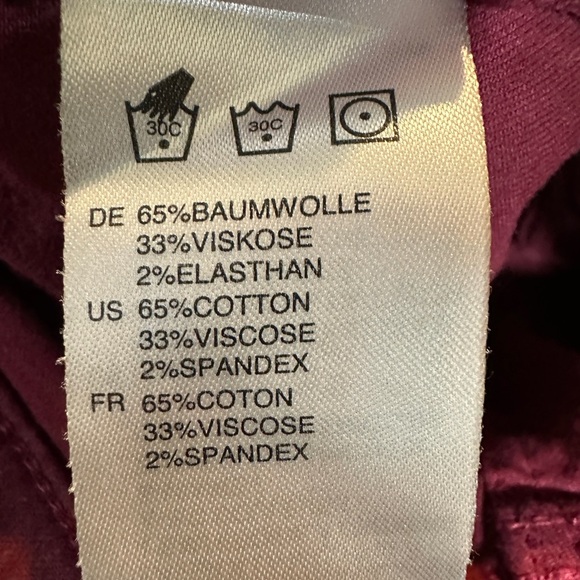 30C 30C
DE 65%BAUMWOLLE
33%VISKOSE
2%ELASTHAN
US 65%COTTON
33%VISCOSE
2%SPANDEX
FR 65%COTON
33%VISCOSE
2%SPANDEX